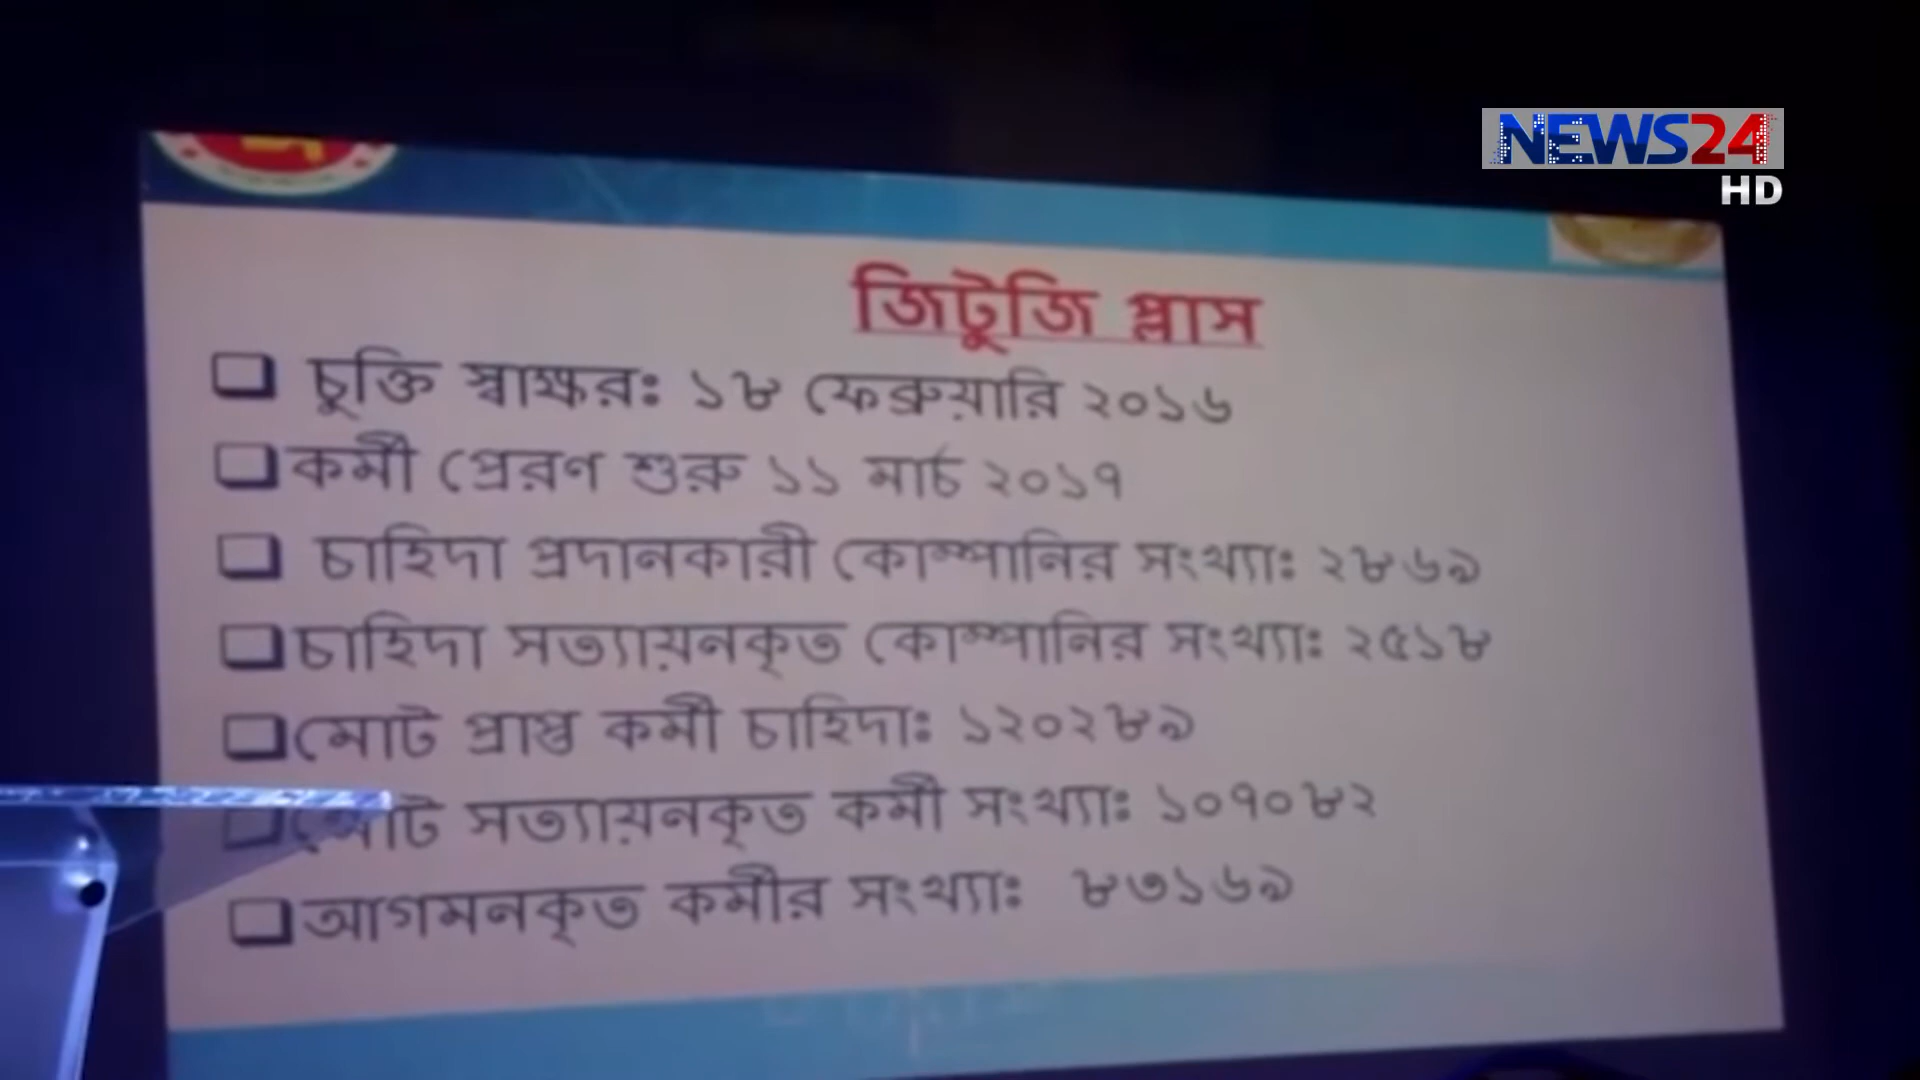 NEWS24
HD
জিটুজি প্লাস
চুক্তি স্বাক্ষরঃ ১৮ ফেব্রুয়ারি ২০১৬
কর্মী প্রেরণ শুরু ১১ মার্চ ২০১৭
চাহিদা প্রদানকারী কোম্পানির সংখ্যাঃ ২৮৬৯
চাহিদা সত্যায়নকৃত কোম্পানির সংখ্যাঃ ২৫১৮
মোট প্রাপ্ত কর্মী চাহিদাঃ ১২০২৮৯
মোট সত্যায়নকৃত কর্মী সংখ্যাঃ ১০৭০৮২
আগমনকৃত কর্মীর সংখ্যাঃ ৮৩১৬৯